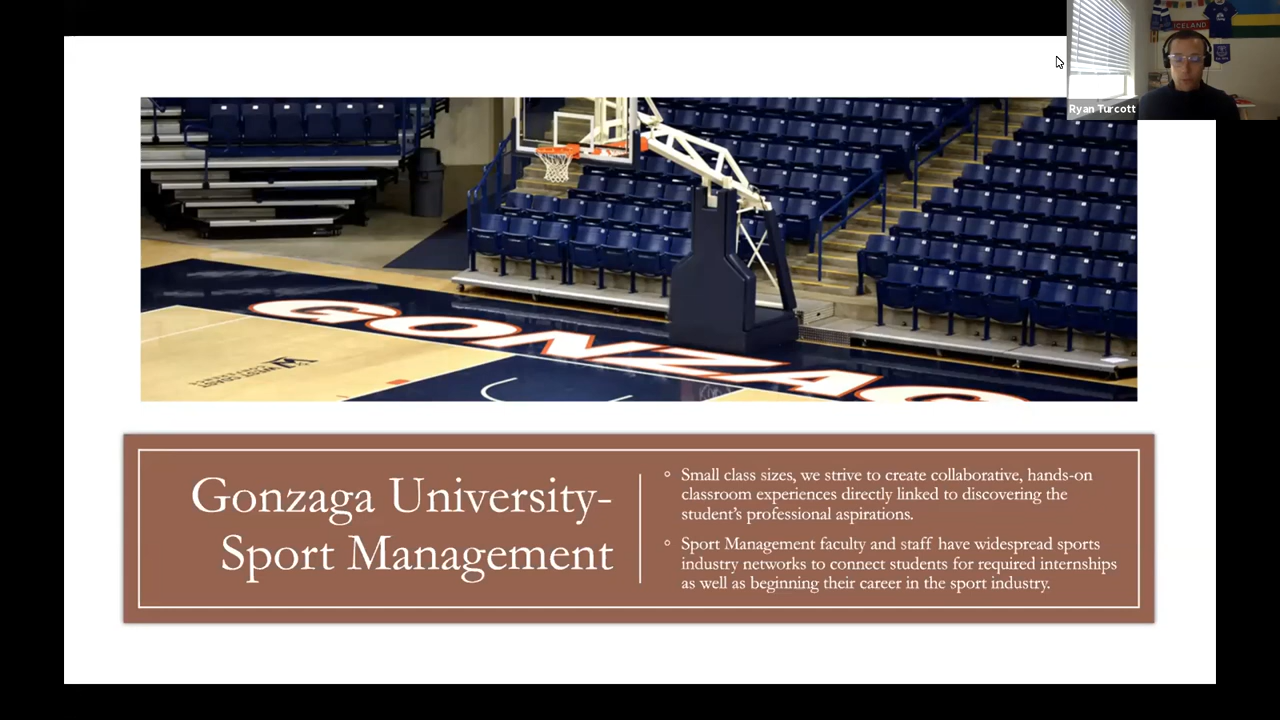 ICELAND
Ryan Turcott
GONZAG
Gonzaga University-
Sport Management
◦ Small class sizes, we strive to create collaborative, hands-on
classroom experiences directly linked to discovering the
student's professional aspirations.
◦ Sport Management faculty and staff have widespread sports
industry networks to connect students for required internships
as well as beginning their career in the sport industry.